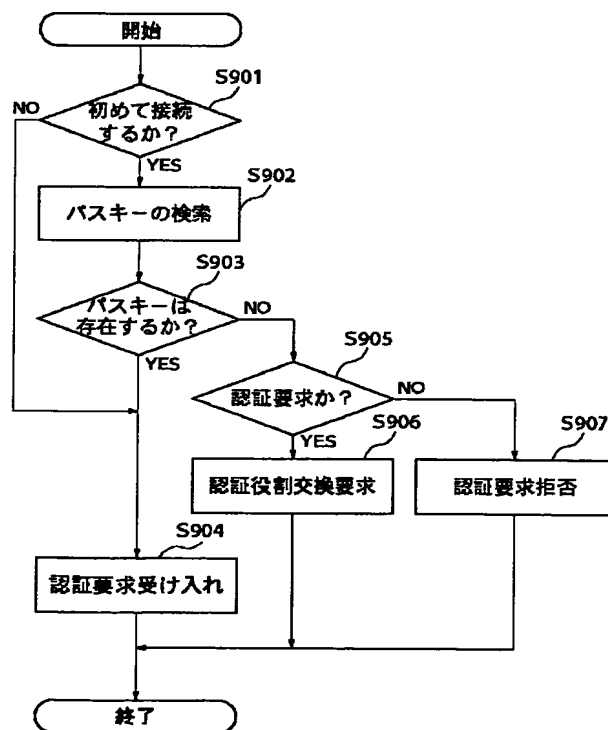 開始
S901
NO
初めて接続
するか？
YES
S902
パスキーの検索
S903
パスキーは
存在するか？
NO
YES
S905
認証要求か？
NO
YES
S906
S907
認証役割交換要求
認証要求拒否
S904
認証要求受け入れ
終了